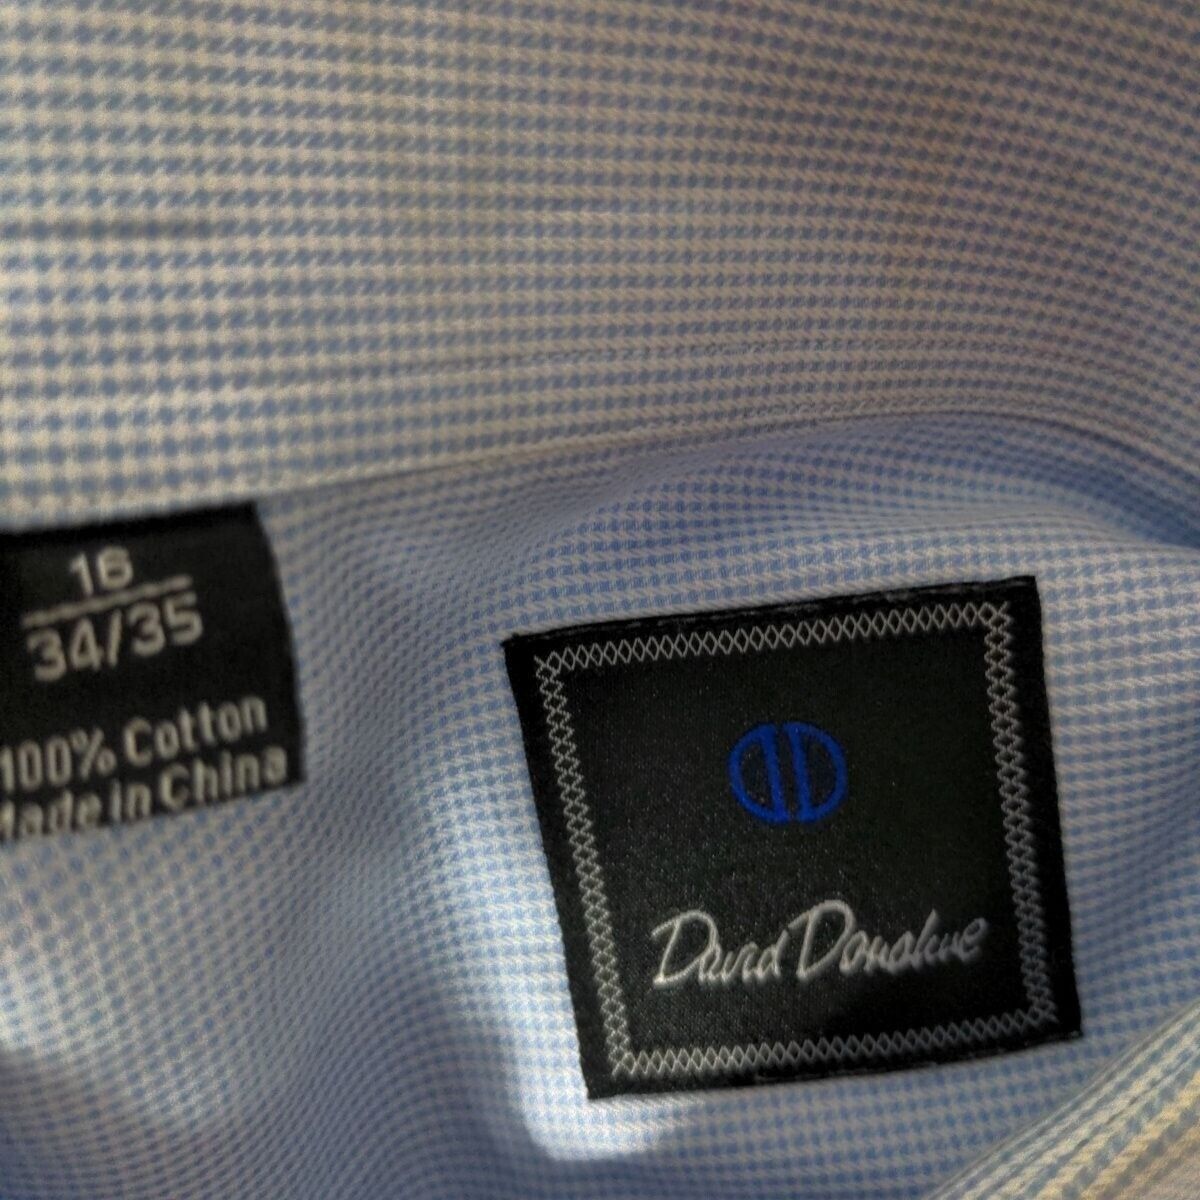 16
34/35
100% Cotton
Made in China
David Donahue